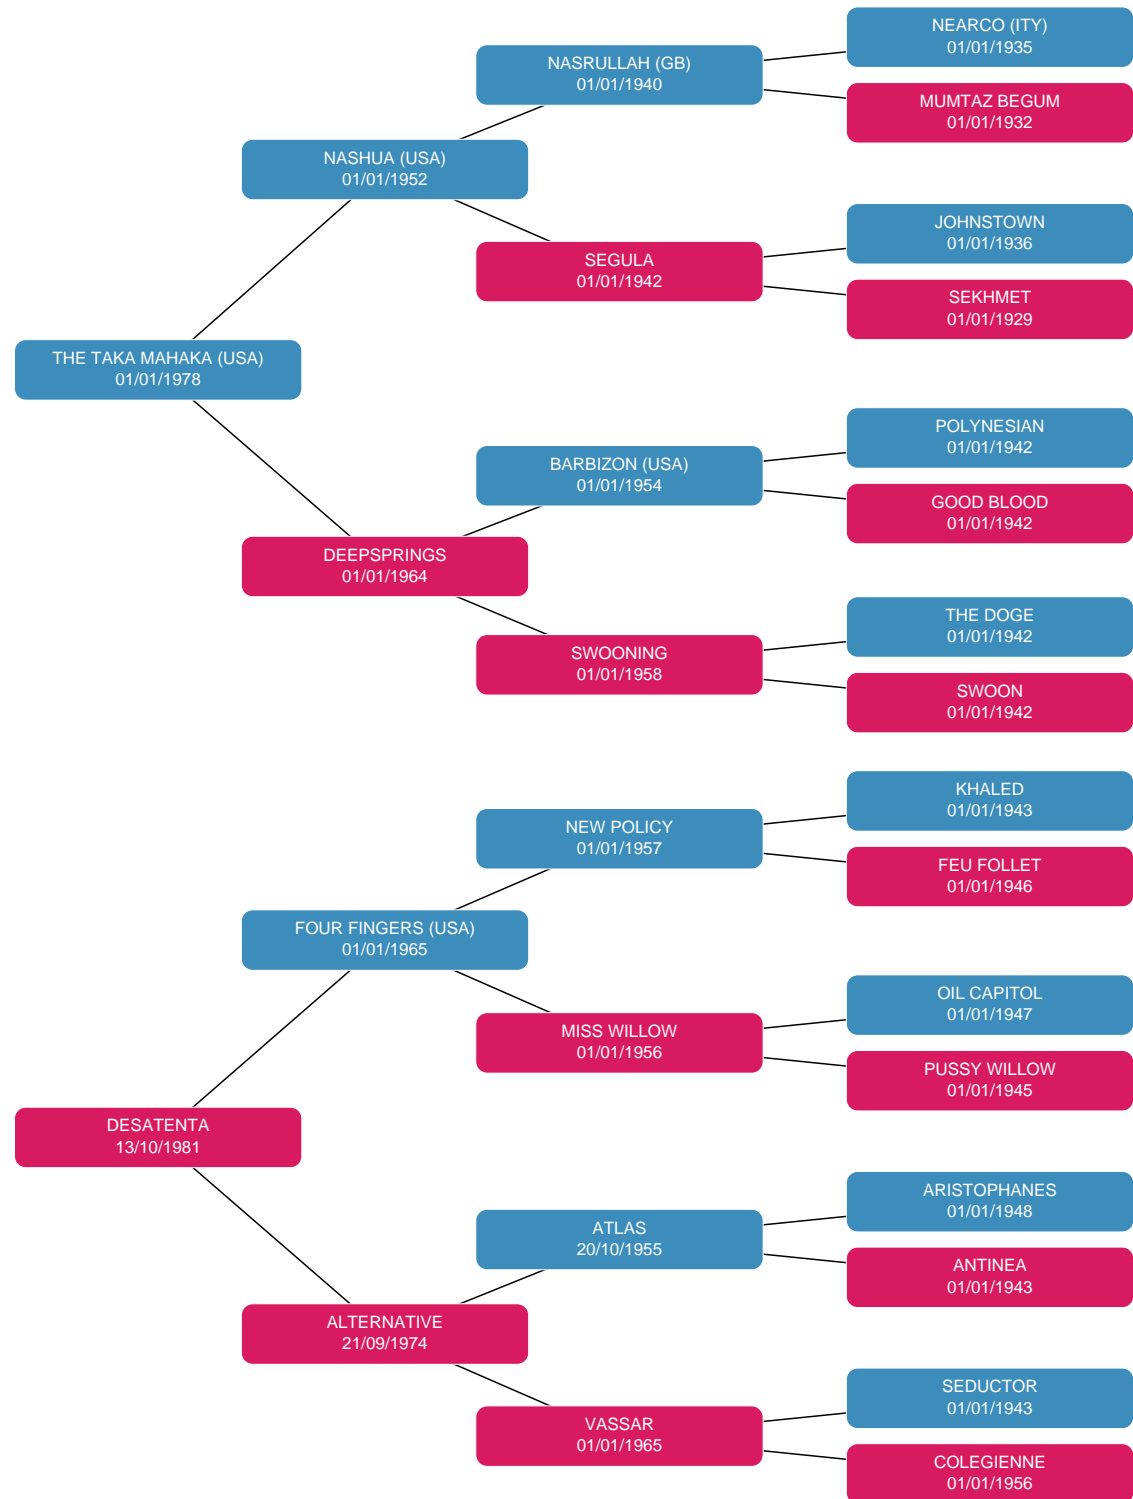 NEARCO (ITY)
01/01/1935
NASRULLAH (GB)
01/01/1940
MUMTAZ BEGUM
01/01/1932
NASHUA (USA)
01/01/1952
JOHNSTOWN
01/01/1936
SEGULA
01/01/1942
SEKHMET
01/01/1929
THE TAKA MAHAKA (USA)
01/01/1978
POLYNESIAN
01/01/1942
BARBIZON (USA)
01/01/1954
GOOD BLOOD
01/01/1942
DEEPSPRINGS
01/01/1964
THE DOGE
01/01/1942
SWOONING
01/01/1958
SWOON
01/01/1942
KHALED
01/01/1943
NEW POLICY
01/01/1957
FEU FOLLET
01/01/1946
FOUR FINGERS (USA)
01/01/1965
OIL CAPITOL
01/01/1947
MISS WILLOW
01/01/1956
PUSSY WILLOW
01/01/1945
DESATENTA
13/10/1981
ARISTOPHANES
01/01/1948
ATLAS
20/10/1955
ANTINEA
01/01/1943
ALTERNATIVE
21/09/1974
SEDUCTOR
01/01/1943
VASSAR
01/01/1965
COLEGIENNE
01/01/1956